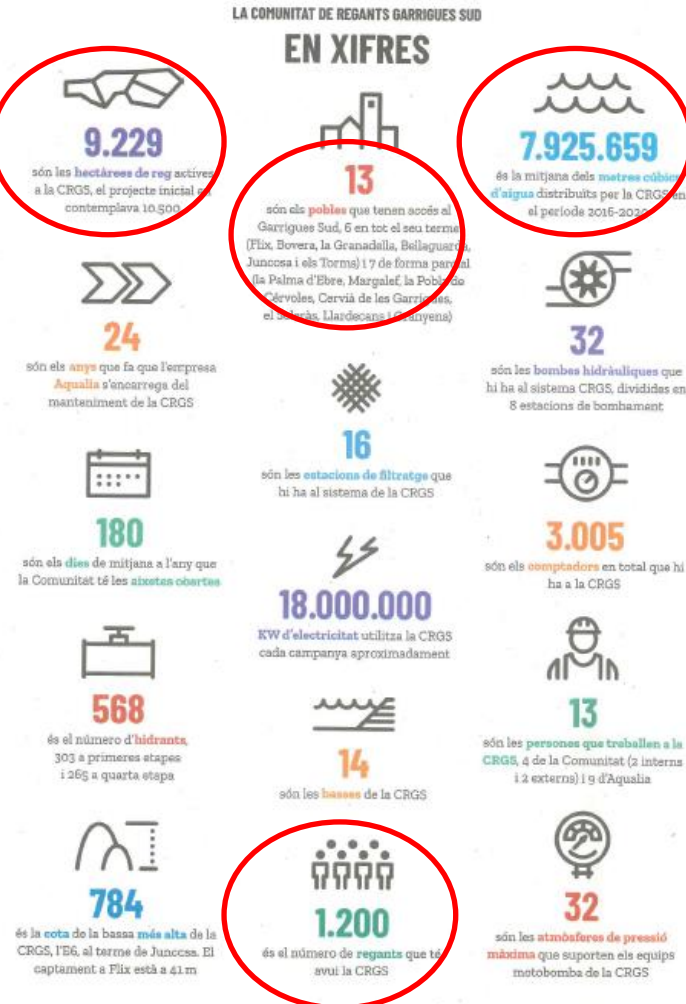 LA COMUNITAT DE REGANTS GARRIGUES SUD
EN XIFRES
9.229
són les hectàrees de reg actives
a la CRGS, el projecte inicial en
contemplava 10.500
13
són els pobles que tenen accés al
Garrigues Sud, 6 en tot el seu terme
(Flix, Bovera, la Granadella, Bellaguarda,
Juncosa i els Torms) i 7 de forma parcial
(la Palma d'Ebre, Margalef, la Pobla de
Cérvoles, Cervià de les Garrigues,
el Soleràs, Llardecans i Granyena)
7.925.659
és la mitjana dels metres cúbics
d'aigua distribuïts per la CRGS en
el període 2016-2020
24
són els anys que fa que l'empresa
Aqualia s'encarrega del
manteniment de la CRGS
16
són les estacions de filtratge que
hi ha al sistema de la CRGS
32
són les bombes hidràuliques que
hi ha al sistema CRGS, dividides en
8 estacions de bombament
180
són els dies de mitjana a l'any que
la Comunitat té les aixetes obertes
18.000.000
KW d'electricitat utilitza la CRGS
cada campanya aproximadament
3.005
són els comptadors en total que hi
ha a la CRGS
568
és el número d'hidrants,
303 a primeres etapes
i 265 a quarta etapa
14
són les basses de la CRGS
13
són les persones que treballen a la
CRGS, 4 de la Comunitat (2 interns
i 2 externs) i 9 d'Aqualia
784
és la cota de la bassa més alta de la
CRGS, l'E6, al terme de Juncosa. El
captament a Flix està a 41 m
1.200
és el número de regants que té
avui la CRGS
32
són les atmòsferes de pressió
màxima que suporten els equips
motobomba de la CRGS